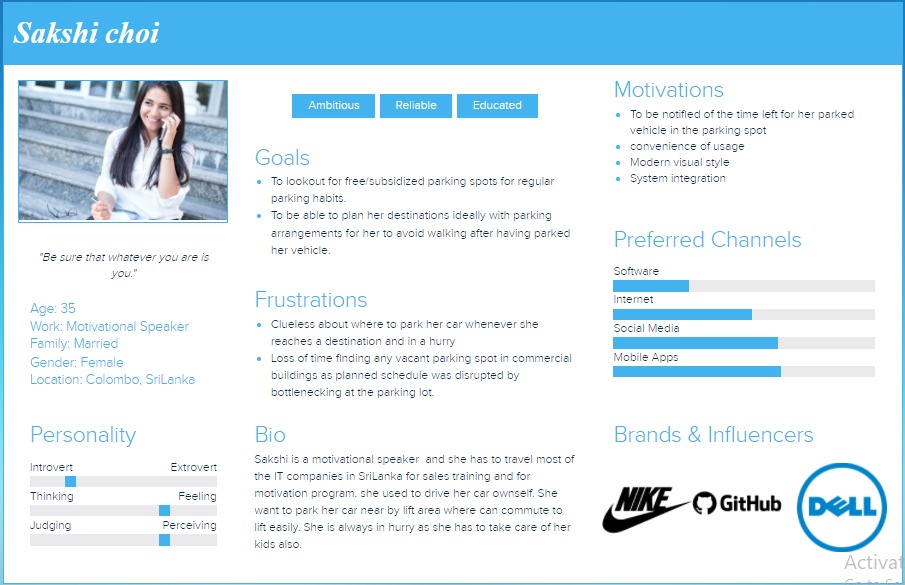 Sakshi choi
"Be sure that whatever you are is
you."
Age: 35
Work: Motivational Speaker
Family: Married
Gender: Female
Location: Colombo, SriLanka
Personality
Introvert Extrovert
Thinking Feeling
Judging Perceiving
Ambitious Reliable Educated
Goals
To lookout for free/subsidized parking spots for regular
parking habits.
To be able to plan her destinations ideally with parking
arrangements for her to avoid walking after having parked
her vehicle.
Frustrations
Clueless about where to park her car whenever she
reaches a destination and in a hurry
Loss of time finding any vacant parking spot in commercial
buildings as planned schedule was disrupted by
bottlenecking at the parking lot.
Bio
Sakshi is a motivational speaker and she has to travel most of
the IT companies in SriLanka for sales training and for
motivation program. she used to drive her car ownself. She
want to park her car near by lift area where can commute to
lift easily. She is always in hurry as she has to take care of her
kids also.
Motivations
To be notified of the time left for her parked
vehicle in the parking spot
convenience of usage
Modern visual style
System integration
Preferred Channels
Software
Internet
Social Media
Mobile Apps
Brands & Influencers
NIKE GitHub DELL
Activat